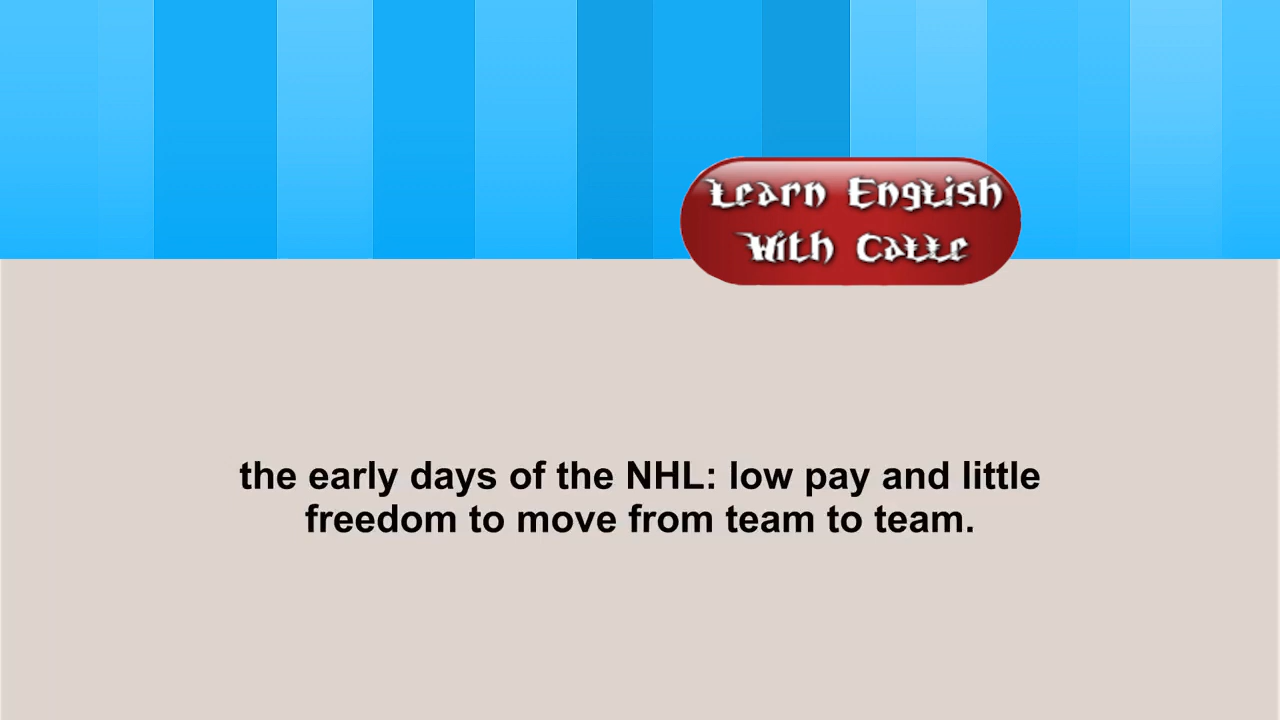 Learn English
With Catle
the early days of the NHL: low pay and little
freedom to move from team to team.